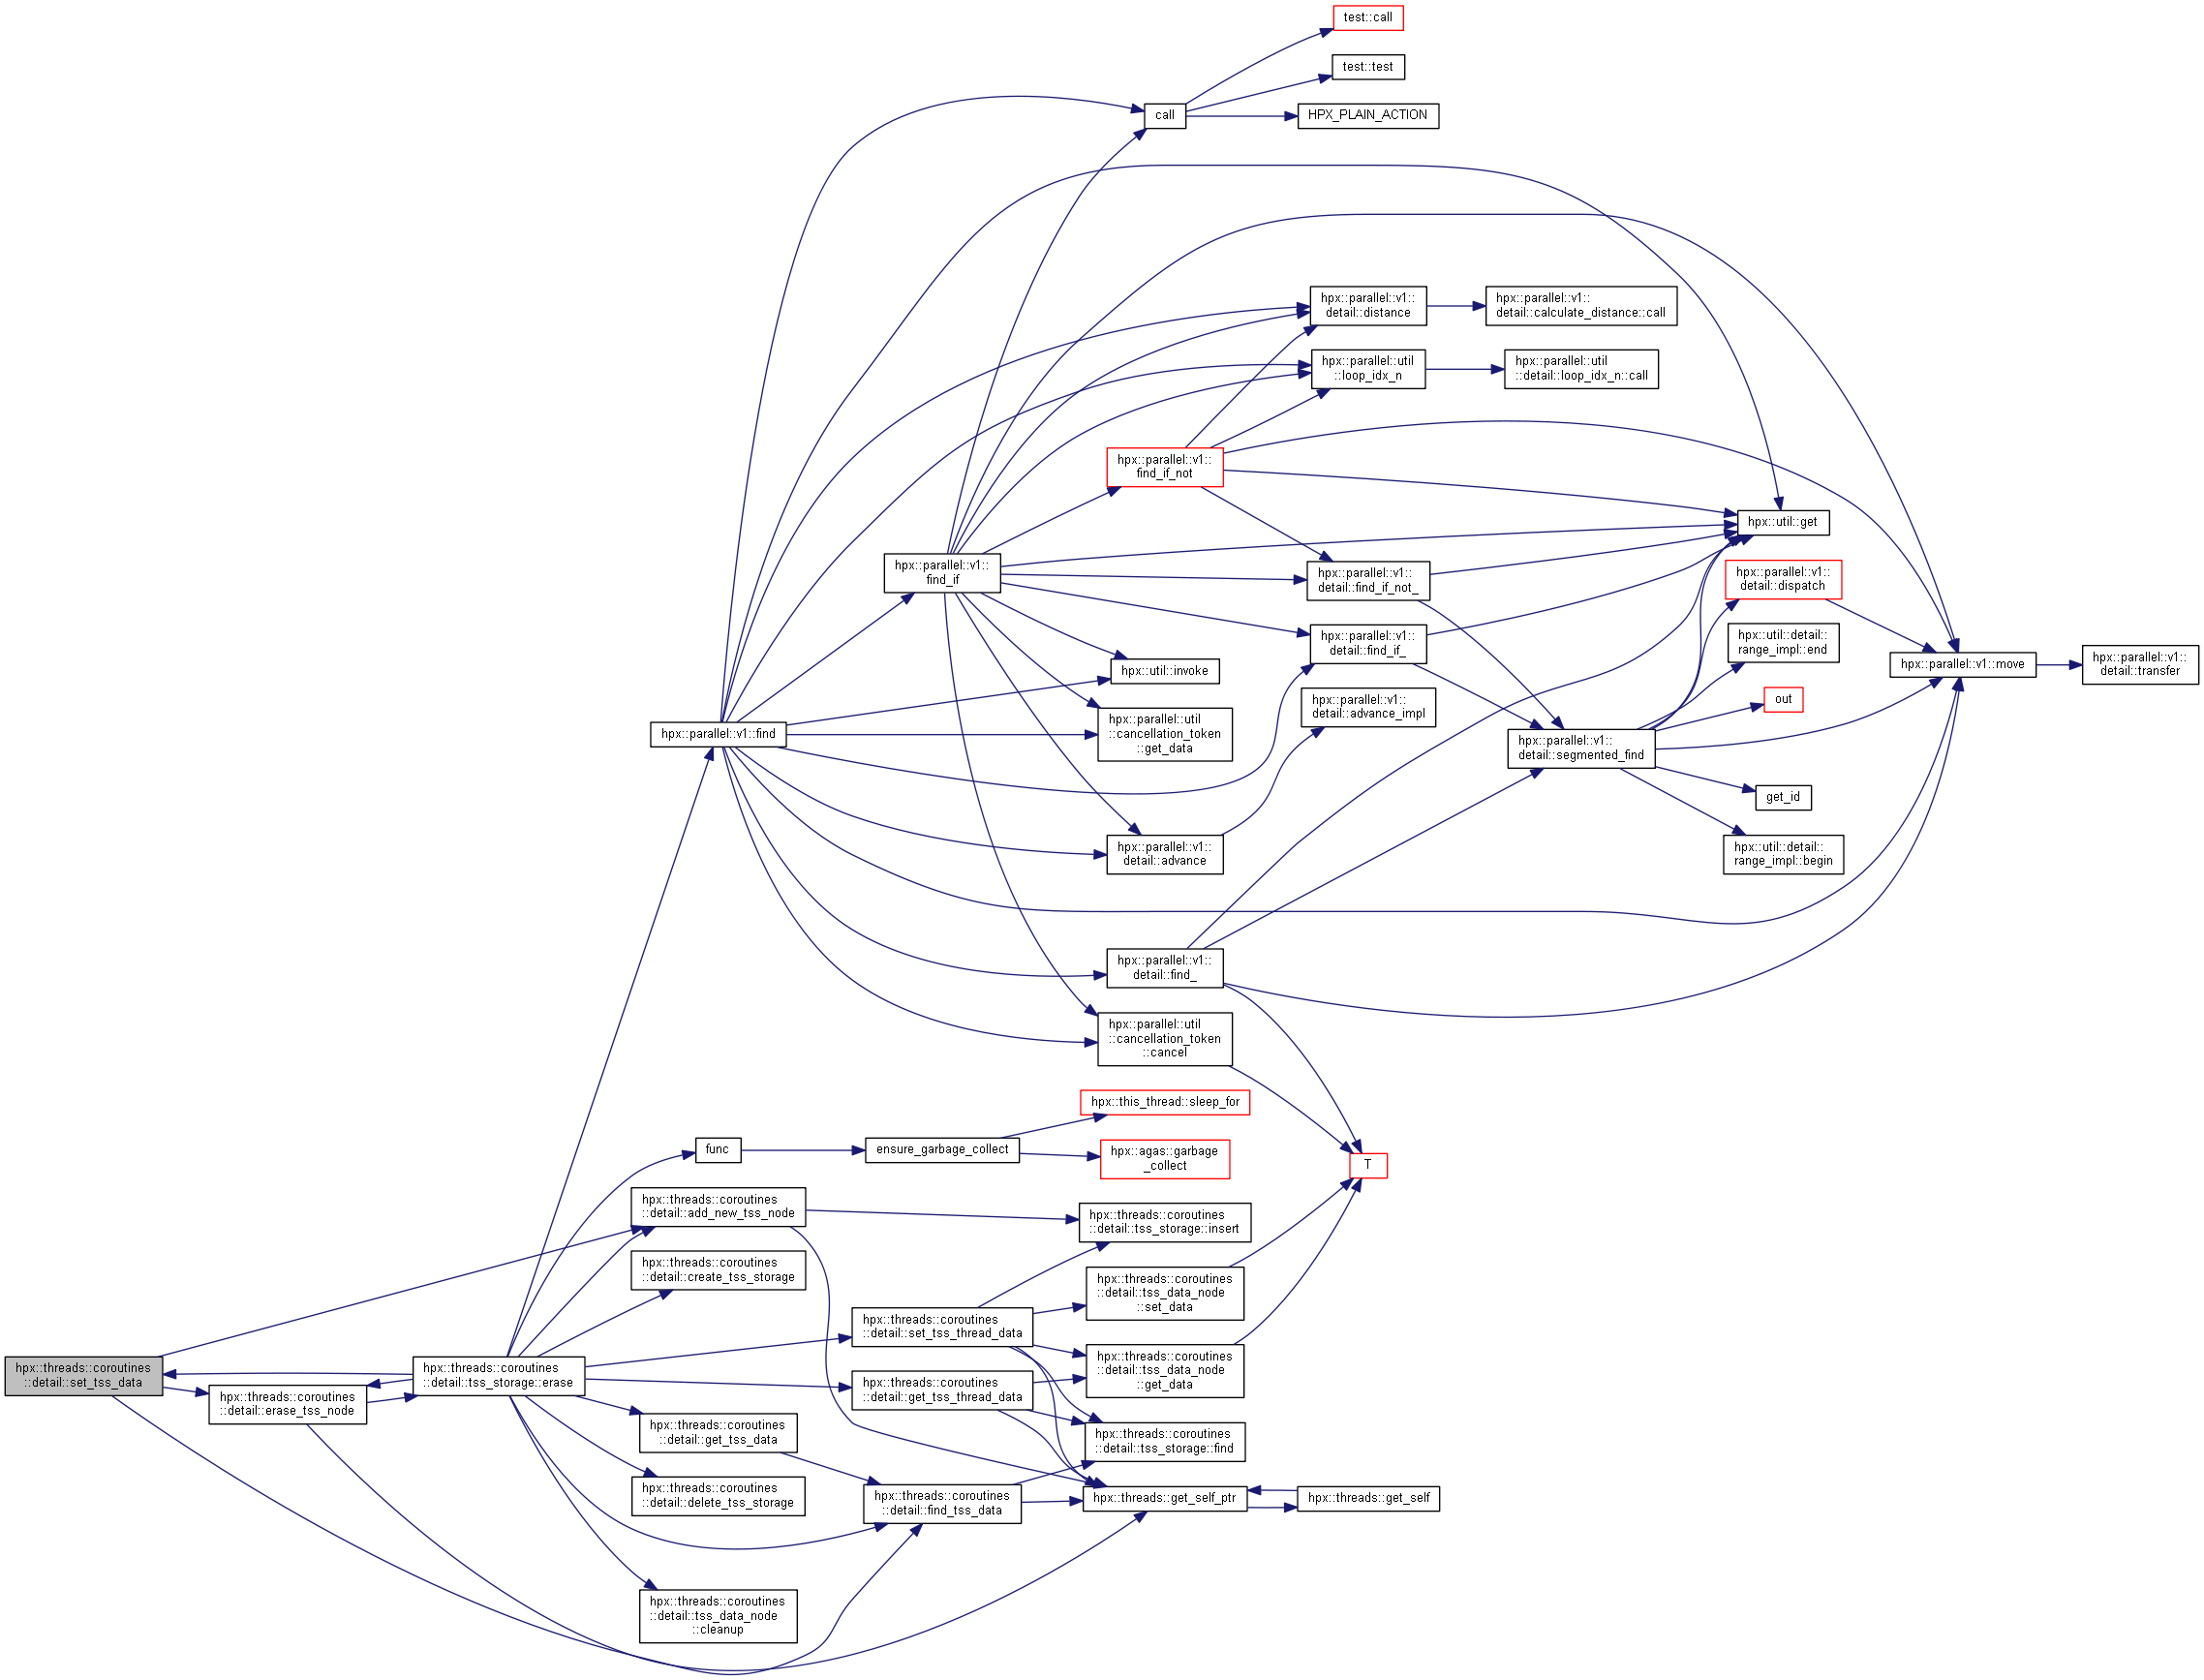 test::call
test::test
call
HPX_PLAIN_ACTION
hpx::parallel::v1::
detail::distance
hpx::parallel::v1::
detail::calculate_distance::call
hpx::parallel::util
::loop_idx_n
hpx::parallel::util
::detail::loop_idx_n::call
hpx::parallel::v1::
find_if_not
hpx::util::get
hpx::parallel::v1::
find_if
hpx::parallel::v1::
detail::find_if_not_
hpx::parallel::v1::
detail::dispatch
hpx::parallel::v1::
detail::find_if_
hpx::util::detail::
range_impl::end
hpx::parallel::v1::move
hpx::parallel::v1::
detail::transfer
hpx::util::invoke
hpx::parallel::v1::
detail::advance_impl
out
hpx::parallel::v1::find
hpx::parallel::util
::cancellation_token
::get_data
hpx::parallel::v1::
detail::segmented_find
get_id
hpx::parallel::v1::
detail::advance
hpx::util::detail::
range_impl::begin
hpx::parallel::v1::
detail::find_
hpx::parallel::util
::cancellation_token
::cancel
hpx::this_thread::sleep_for
func
ensure_garbage_collect
hpx::agas::garbage
_collect
T
hpx::threads::coroutines
::detail::add_new_tss_node
hpx::threads::coroutines
::detail::tss_storage::insert
hpx::threads::coroutines
::detail::create_tss_storage
hpx::threads::coroutines
::detail::tss_data_node
::set_data
hpx::threads::coroutines
::detail::set_tss_thread_data
hpx::threads::coroutines
::detail::set_tss_data
hpx::threads::coroutines
::detail::tss_storage::erase
hpx::threads::coroutines
::detail::tss_data_node
::get_data
hpx::threads::coroutines
::detail::erase_tss_node
hpx::threads::coroutines
::detail::get_tss_thread_data
hpx::threads::coroutines
::detail::get_tss_data
hpx::threads::coroutines
::detail::tss_storage::find
hpx::threads::coroutines
::detail::delete_tss_storage
hpx::threads::coroutines
::detail::find_tss_data
hpx::threads::get_self_ptr
hpx::threads::get_self
hpx::threads::coroutines
::detail::tss_data_node
::cleanup